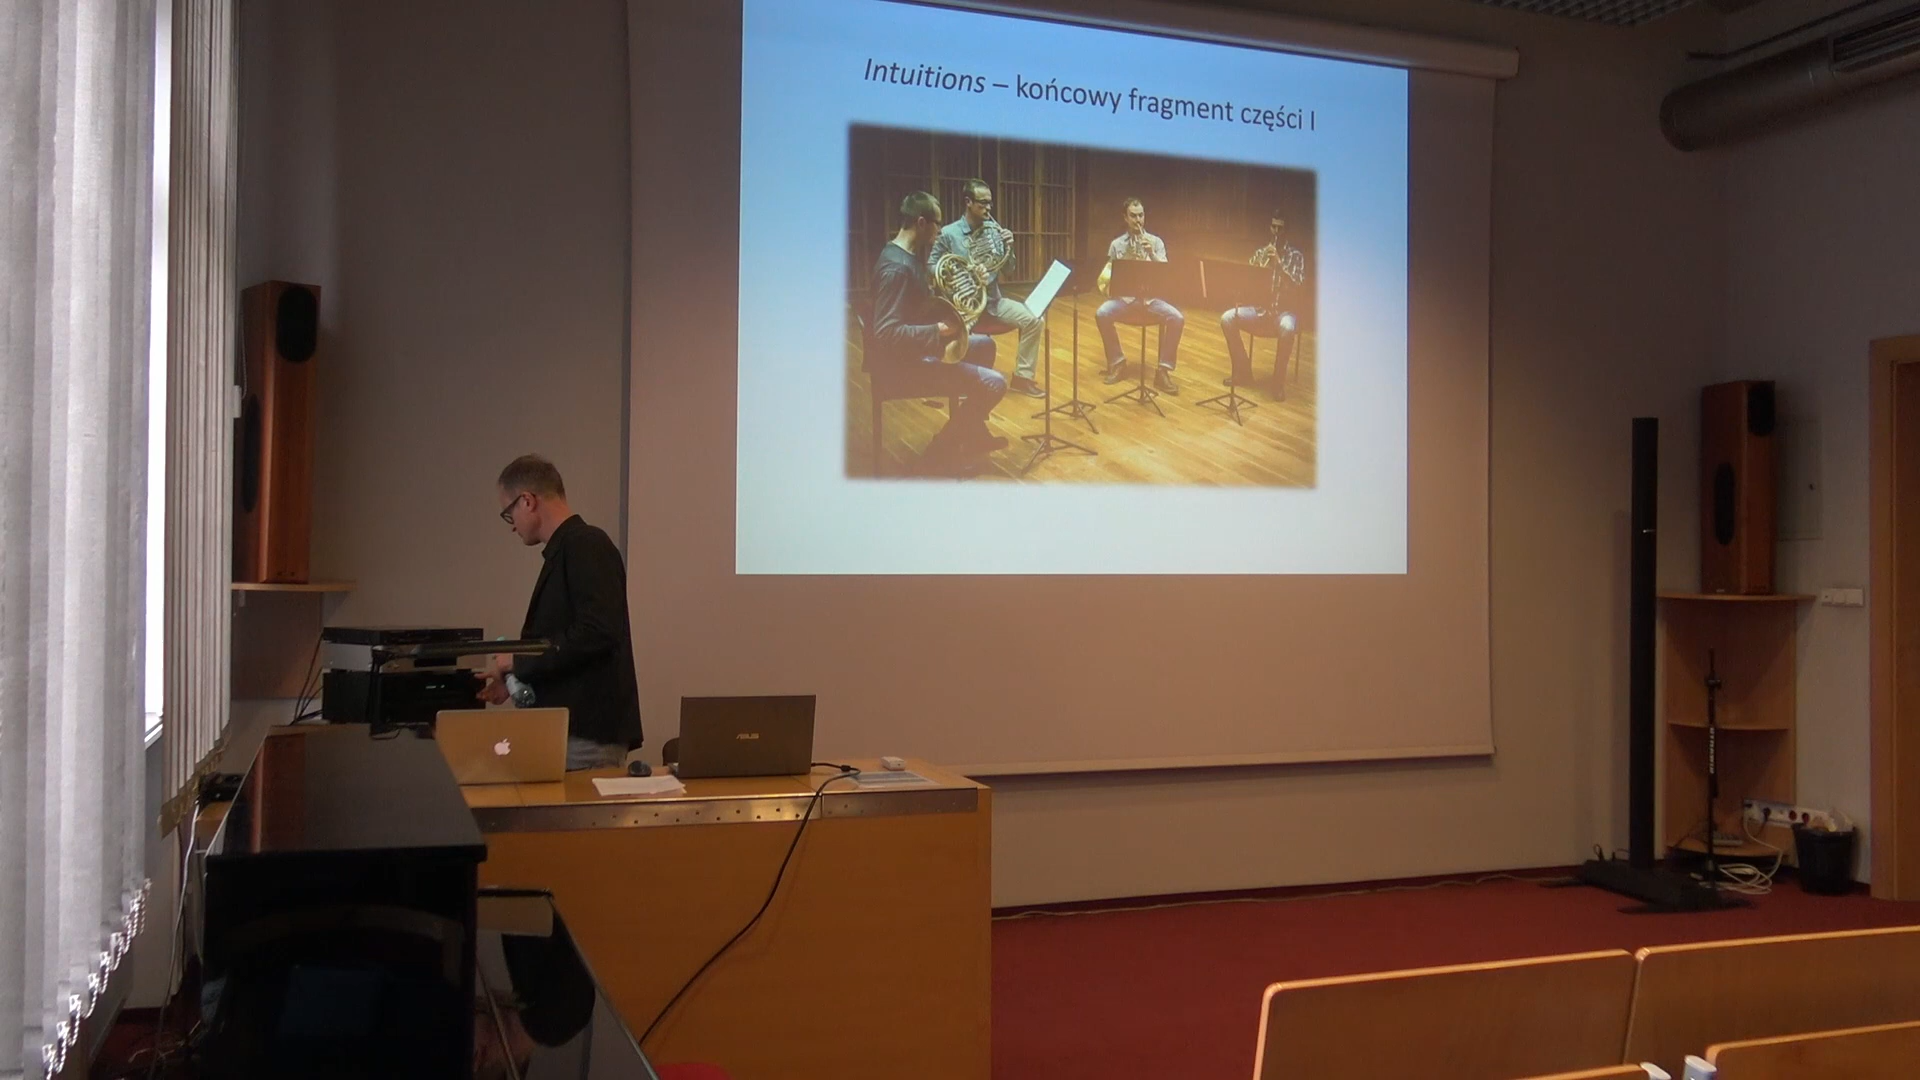 Intuitions – końcowy fragment części I
ASUS